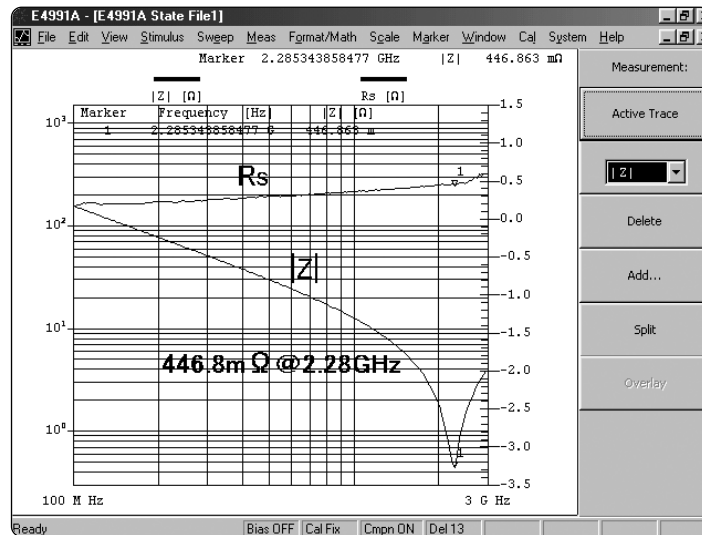 E4991A - [E4991A State File1]
File Edit View Stimulus Sweep Meas Format/Math Scale Marker Window Cal System Help
Marker 2.285343858477 GHz |Z| 446.863 mΩ
Measurement:
|Z| [Ω] Rs [Ω]
Marker Frequency [Hz] |Z| [Ω]
1 2.285343858477 G 446.863 m
Active Trace
|Z|
Delete
Add...
Split
Overlay
10³
10²
10¹
10⁰
1.5
1.0
0.5
0.0
-0.5
-1.0
-1.5
-2.0
-2.5
-3.0
-3.5
Rs
1
|Z|
446.8m Ω @2.28GHz
1
100 M Hz 3 G Hz
Ready Bias OFF Cal Fix Cmpn ON Del 13